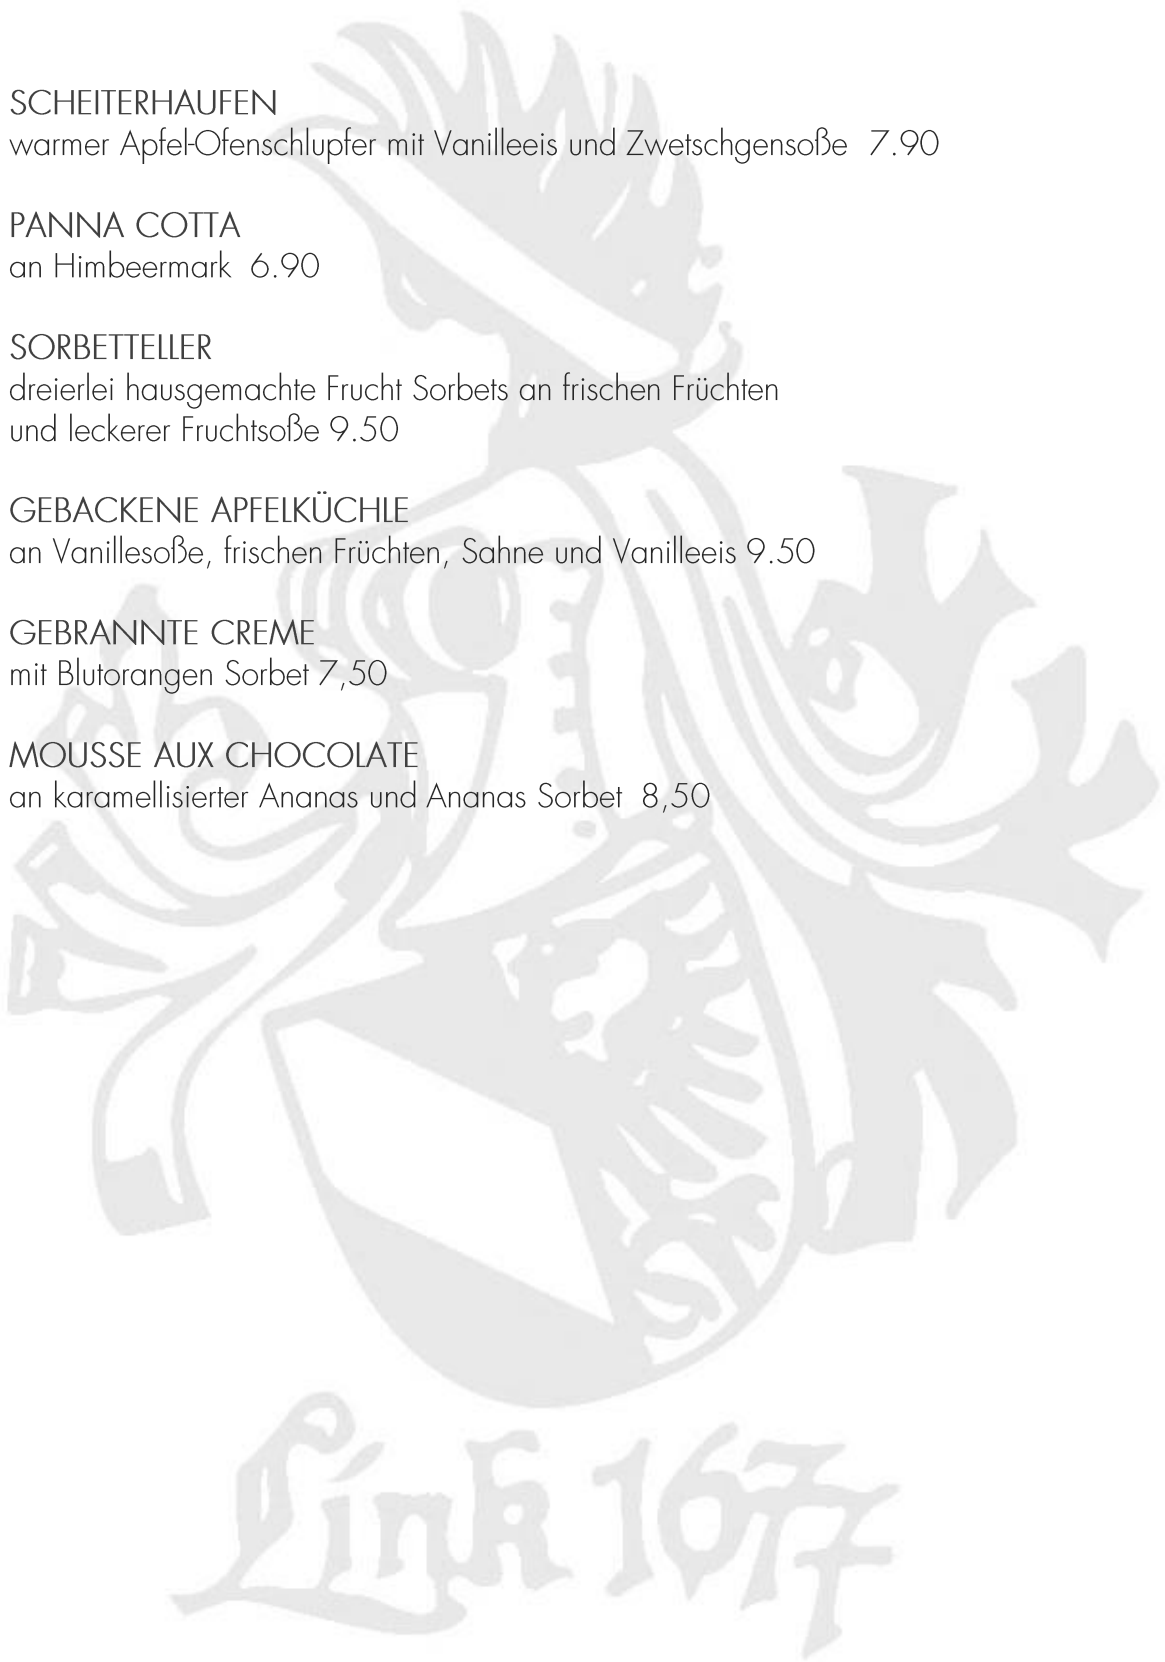 SCHEITERHAUFEN
warmer Apfel-Ofenschlupfer mit Vanilleeis und Zwetschgensoße 7.90
PANNA COTTA
an Himbeermark 6.90
SORBETTELLER
dreierlei hausgemachte Frucht Sorbets an frischen Früchten
und leckerer Fruchtsoße 9.50
GEBACKENE APFELKÜCHLE
an Vanillesoße, frischen Früchten, Sahne und Vanilleeis 9.50
GEBRANNTE CREME
mit Blutorangen Sorbet 7,50
MOUSSE AUX CHOCOLATE
an karamellisierter Ananas und Ananas Sorbet 8,50
Link 1677